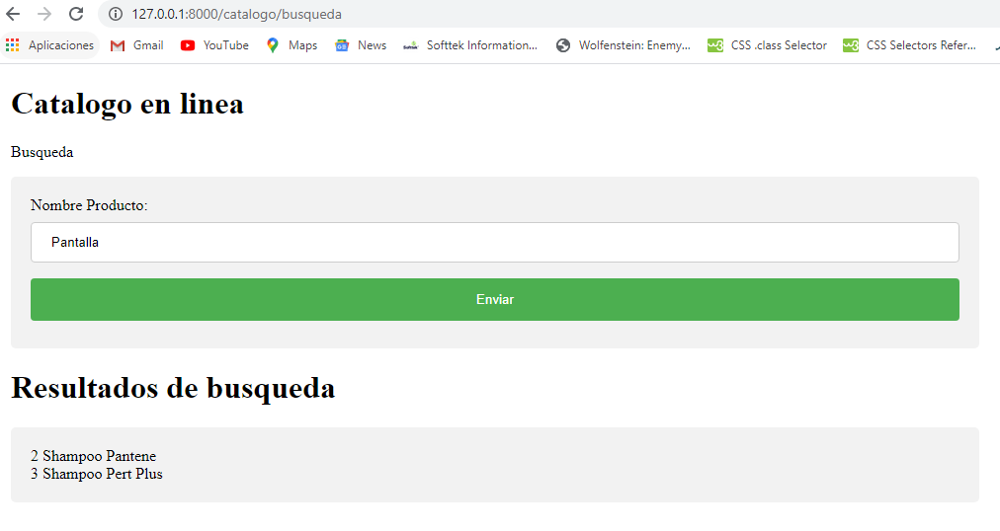 127.0.0.1:8000/catalogo/busqueda
Aplicaciones Gmail YouTube Maps News Softtek Information... Wolfenstein: Enemy... CSS .class Selector CSS Selectors Refer...
Catalogo en linea
Busqueda
Nombre Producto:
Pantalla
Enviar
Resultados de busqueda
2 Shampoo Pantene
3 Shampoo Pert Plus